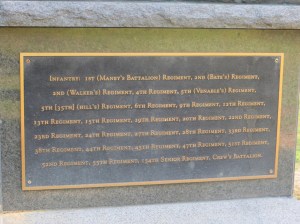 Infantry: 1st (Maney's Battalion) Regiment, 2nd (Bate's) Regiment,
2nd (Walker's) Regiment, 4th Regiment, 5th (Venable's) Regiment,
5th [35th] (Hill's) Regiment, 6th Regiment, 9th Regiment, 12th Regiment,
13th Regiment, 15th Regiment, 19th Regiment, 20th Regiment, 22nd Regiment,
23rd Regiment, 24th Regiment, 27th Regiment, 28th Regiment, 33rd Regiment,
38th Regiment, 44th Regiment, 45th Regiment, 47th Regiment, 51st Regiment,
52nd Regiment, 55th Regiment, 154th Senior Regiment, Crew's Battalion